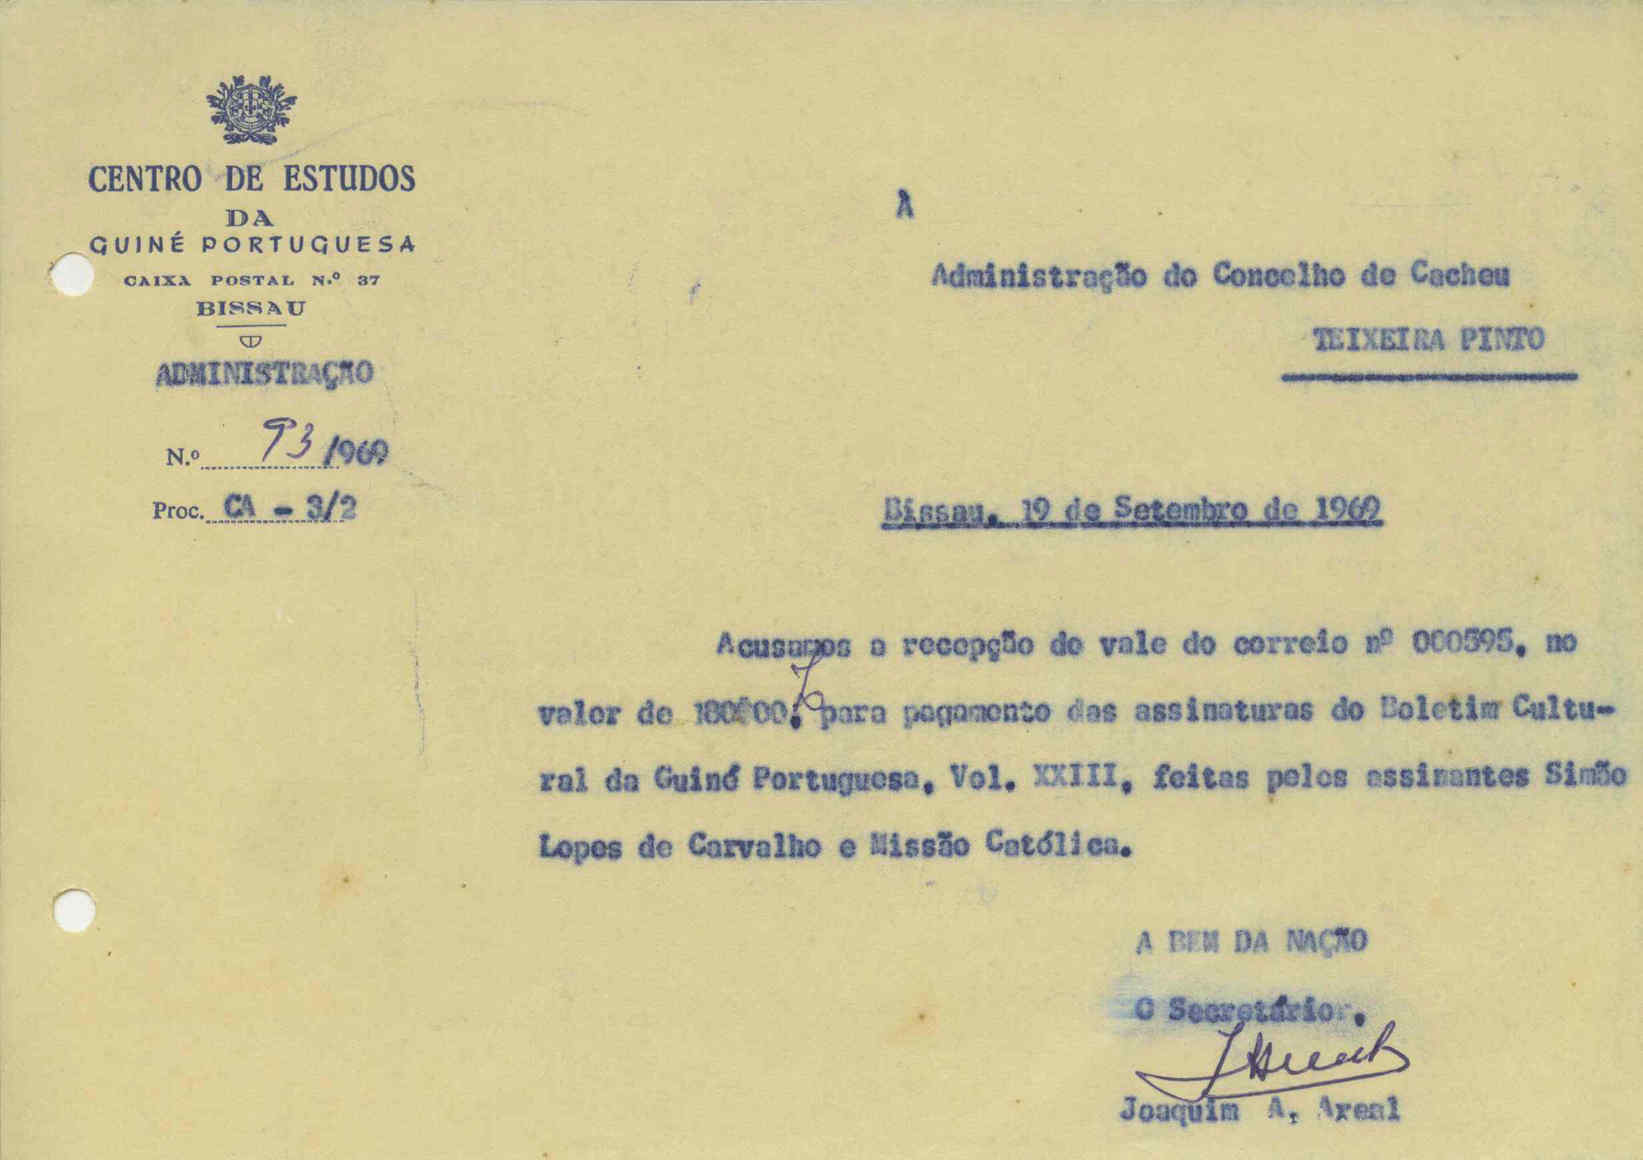 CENTRO DE ESTUDOS
DA
GUINÉ PORTUGUESA
CAIXA POSTAL N.º 37
BISSAU
ADMINISTRAÇÃO
N.º 93/969
Proc. CA - 3/2
A
Administração do Concelho de Cacheu
TEIXEIRA PINTO
Bissau, 19 de Setembro de 1969
Acusamos a recepção do vale do correio nº 000595, no
valor de 180$00, para pagamento das assinaturas do Boletim Cultu-
ral da Guiné Portuguesa, Vol. XXIII, feitas pelos assinantes Simão
Lopes de Carvalho e Missão Católica.
A BEM DA NAÇÃO
O Secretário,
Joaquim A. Areal